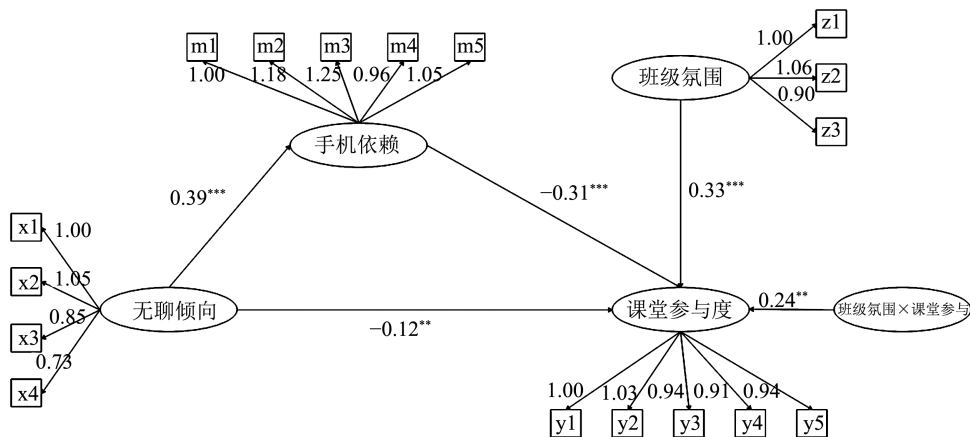 m1 m2 m3 m4 m5
1.00 1.18 1.25 0.96 1.05
手机依赖
z1
z2
z3
1.00
1.06
0.90
班级氛围
0.39***
−0.31***
0.33***
x1
x2
x3
x4
1.00
1.05
0.85
0.73
无聊倾向
−0.12**
课堂参与度
0.24**
班级氛围×课堂参与
1.00 1.03 0.94 0.91 0.94
y1 y2 y3 y4 y5